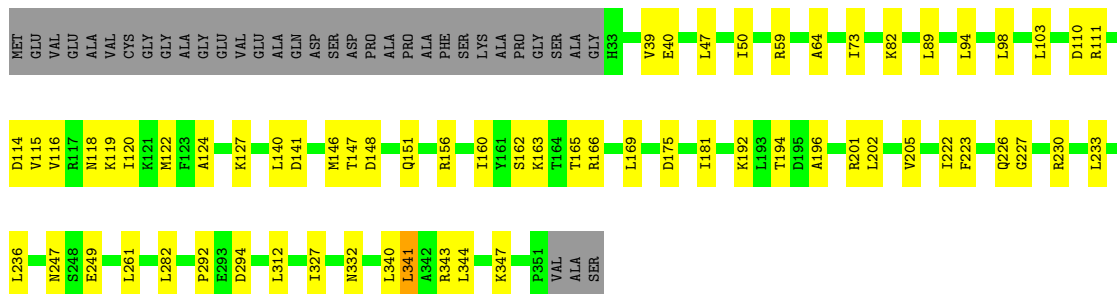 MET GLU VAL GLU ALA VAL CYS GLY GLY ALA GLY GLU VAL GLU ALA GLN ASP SER ASP PRO ALA PRO ALA PHE SER LYS ALA PRO GLY SER ALA GLY H33 V39 E40 L47 I50 R59 A64 I73 K82 L89 L94 L98 L103 D110 R111
D114 V115 V116 R117 N118 K119 I120 K121 M122 F123 A124 K127 L140 D141 M146 T147 D148 Q151 R156 I160 Y161 S162 K163 T164 T165 R166 L169 D175 I181 K192 L193 T194 D195 A196 R201 L202 V205 I222 F223 Q226 G227 R230 L233
L236 N247 S248 E249 L261 L282 P292 E293 D294 L312 I327 N332 L340 L341 A342 R343 L344 K347 P351 VAL ALA SER